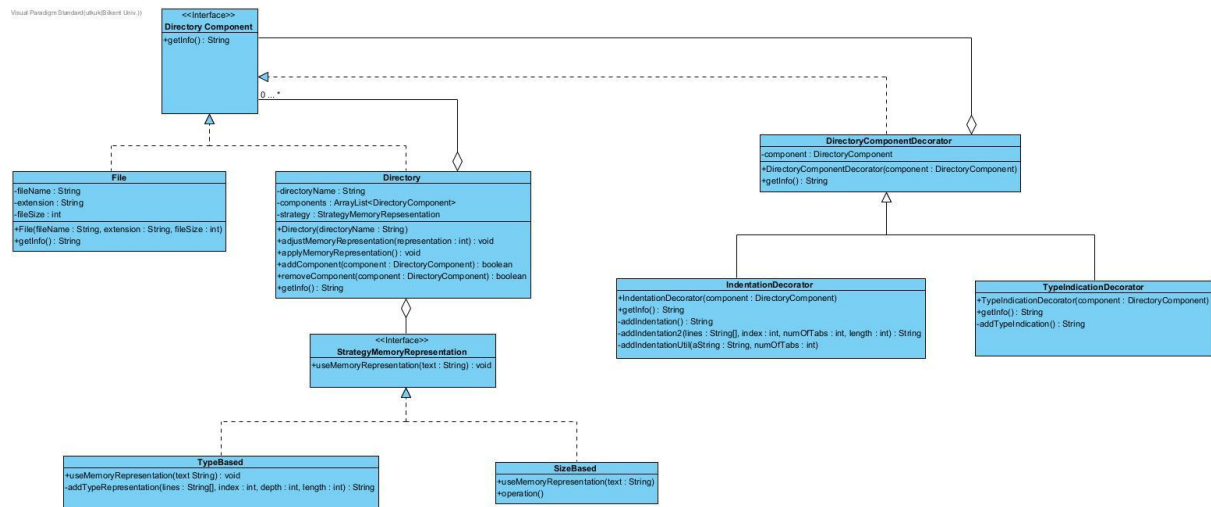 Visual Paradigm Standard(utkuk(Bilkent Univ.))
<<Interface>>
Directory Component
+getInfo() : String
0 ... *
File
-fileName : String
-extension : String
-fileSize : int
+File(fileName : String, extension : String, fileSize : int)
+getInfo() : String
Directory
-directoryName : String
-components : ArrayList<DirectoryComponent>
-strategy : StrategyMemoryRepsesentation
+Directory(directoryName : String)
+adjustMemoryRepresentation(representation : int) : void
+applyMemoryRepresentation() : void
+addComponent(component : DirectoryComponent) : boolean
+removeComponent(component : DirectoryComponent) : boolean
+getInfo() : String
DirectoryComponentDecorator
-component : DirectoryComponent
+DirectoryComponentDecorator(component : DirectoryComponent)
+getInfo() : String
IndentationDecorator
+IndentationDecorator(component : DirectoryComponent)
+getInfo() : String
-addIndentation() : String
-addIndentation2(lines : String[], index : int, numOfTabs : int, length : int) : String
-addIndentationUtil(aString : String, numOfTabs : int)
TypeIndicationDecorator
+TypeIndicationDecorator(component : DirectoryComponent)
+getInfo() : String
-addTypeIndication() : String
<<Interface>>
StrategyMemoryRepresentation
+useMemoryRepresentation(text : String) : void
TypeBased
+useMemoryRepresentation(text String) : void
-addTypeRepresentation(lines : String[], index : int, depth : int, length : int) : String
SizeBased
+useMemoryRepresentation(text : String)
+operation()